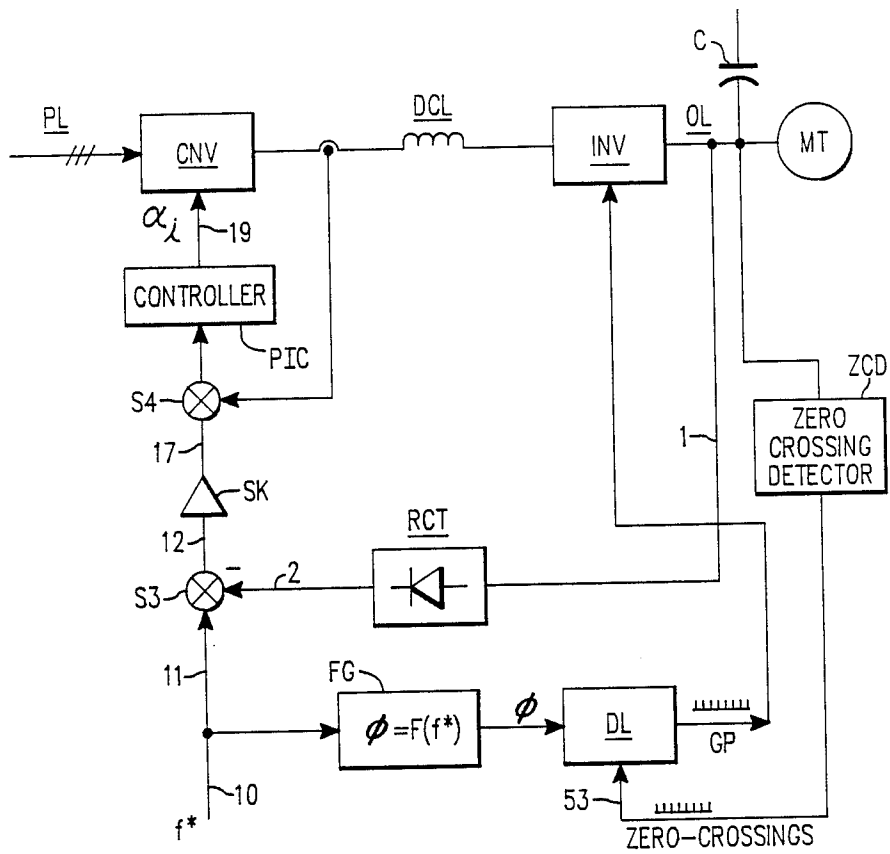 C
PL
DCL
OL
CNV
INV
MT
αi
19
CONTROLLER
PIC
ZCD
S4
ZERO
CROSSING
DETECTOR
17
1
SK
RCT
12
−
2
S3
11
FG
ϕ=F(f*)
ϕ
DL
GP
10
53
f*
ZERO-CROSSINGS